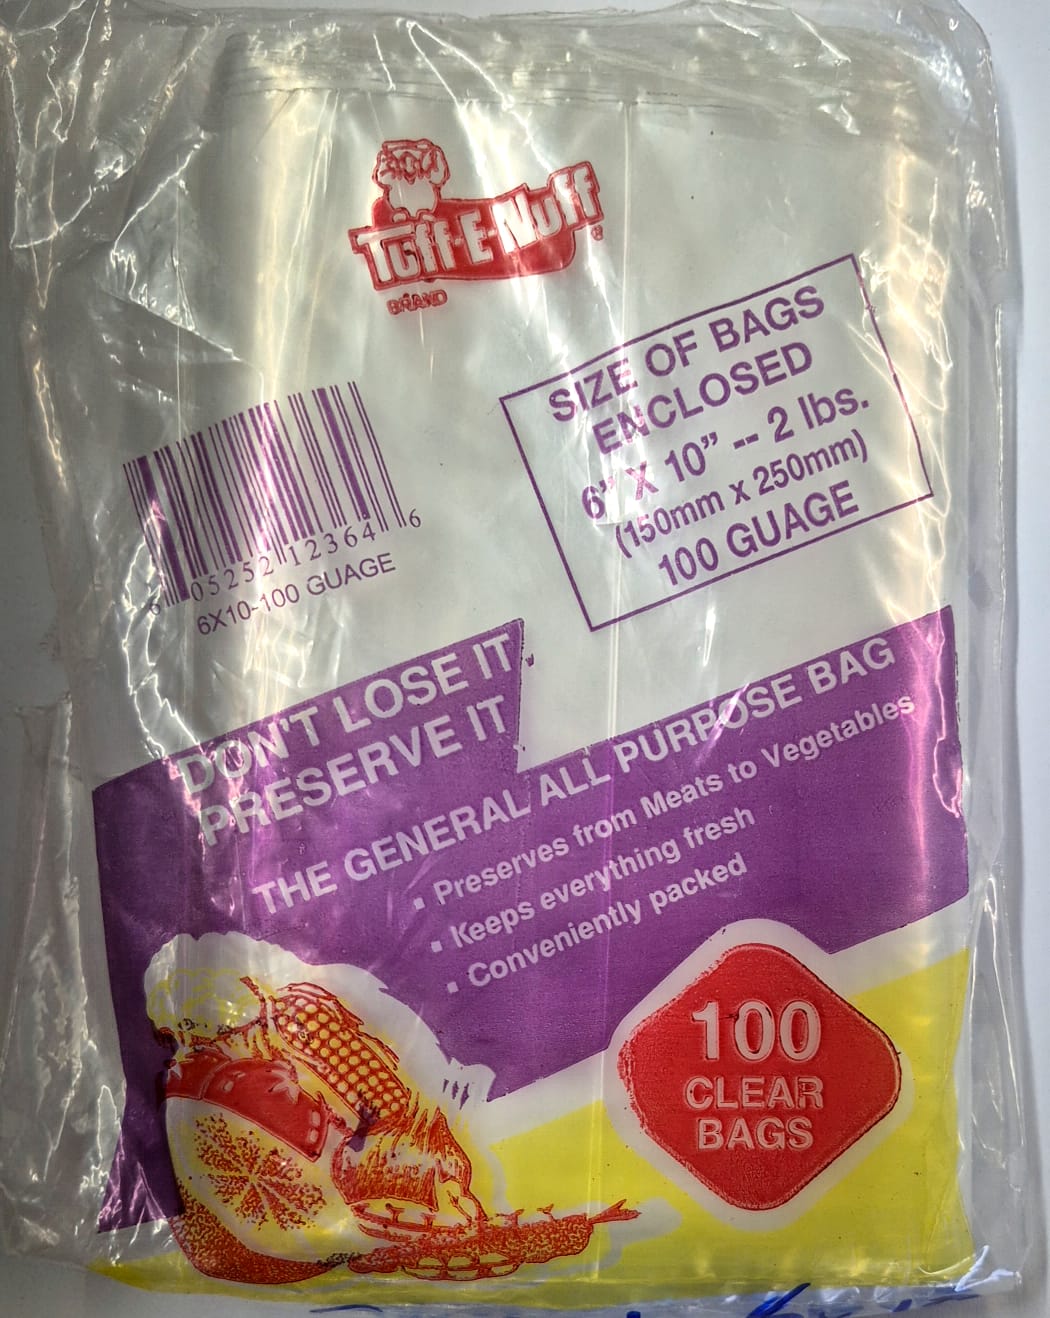 Tuff-E-Nuff®
BRAND
SIZE OF BAGS
ENCLOSED
6” X 10” -- 2 lbs.
(150mm x 250mm)
100 GUAGE
6 05252 12364 6
6X10-100 GUAGE
DON'T LOSE IT
PRESERVE IT
THE GENERAL ALL PURPOSE BAG
▪ Preserves from Meats to Vegetables
▪ Keeps everything fresh
▪ Conveniently packed
100
CLEAR
BAGS